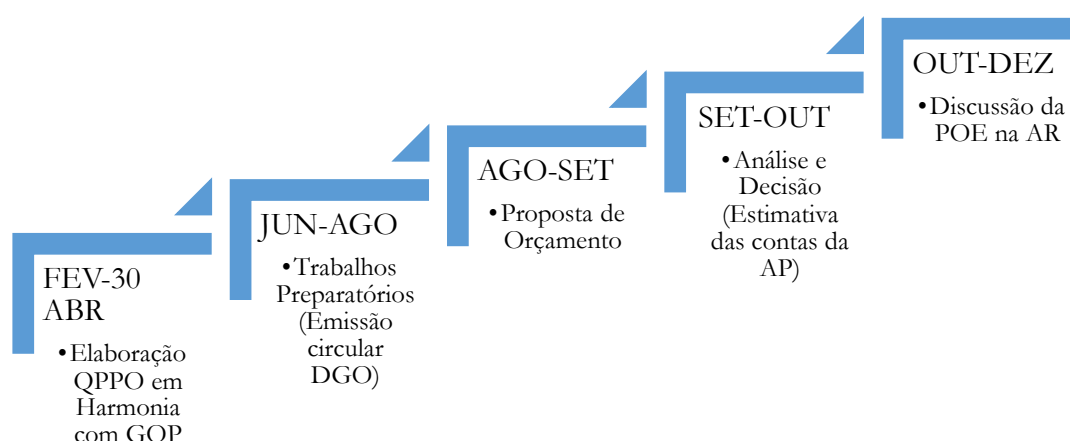 FEV-30
ABR
•Elaboração
QPPO em
Harmonia
com GOP
JUN-AGO
•Trabalhos
Preparatórios
(Emissão
circular
DGO)
AGO-SET
•Proposta de
Orçamento
SET-OUT
•Análise e
Decisão
(Estimativa
das contas da
AP)
OUT-DEZ
•Discussão da
POE na AR